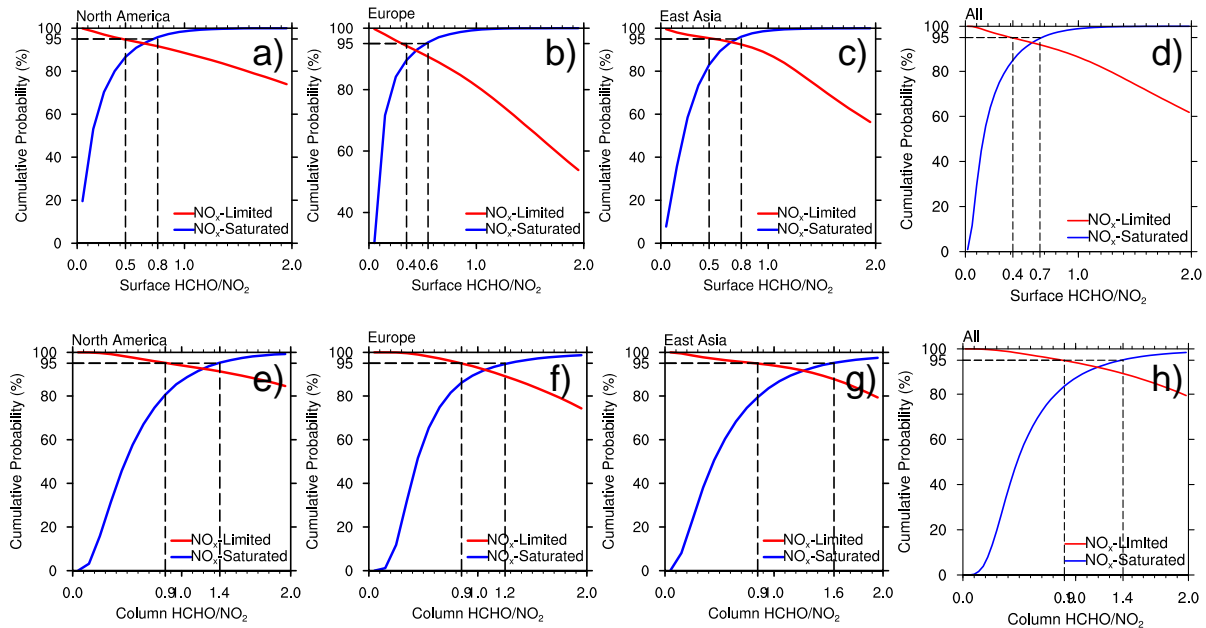 North America
Cumulative Probability (%)
100
95
80
60
40
20
0
a)
NOₓ-Limited
NOₓ-Saturated
0.0 0.5 0.8 1.0 2.0
Surface HCHO/NO₂
Europe
Cumulative Probability (%)
100
95
80
60
40
b)
NOₓ-Limited
NOₓ-Saturated
0.0 0.4 0.6 1.0 2.0
Surface HCHO/NO₂
East Asia
Cumulative Probability (%)
100
95
80
60
40
20
0
c)
NOₓ-Limited
NOₓ-Saturated
0.0 0.5 0.8 1.0 2.0
Surface HCHO/NO₂
All
Cumulative Probability (%)
100
95
80
60
40
20
0
d)
NOₓ-Limited
NOₓ-Saturated
0.0 0.4 0.7 1.0 2.0
Surface HCHO/NO₂
North America
Cumulative Probability (%)
100
95
80
60
40
20
0
e)
NOₓ-Limited
NOₓ-Saturated
0.0 0.9 1.0 1.4 2.0
Column HCHO/NO₂
Europe
Cumulative Probability (%)
100
95
80
60
40
20
0
f)
NOₓ-Limited
NOₓ-Saturated
0.0 0.9 1.0 1.2 2.0
Column HCHO/NO₂
East Asia
Cumulative Probability (%)
100
95
80
60
40
20
0
g)
NOₓ-Limited
NOₓ-Saturated
0.0 0.9 1.0 1.6 2.0
Column HCHO/NO₂
All
Cumulative Probability (%)
100
95
80
60
40
20
0
h)
NOₓ-Limited
NOₓ-Saturated
0.0 0.9 1.0 1.4 2.0
Column HCHO/NO₂